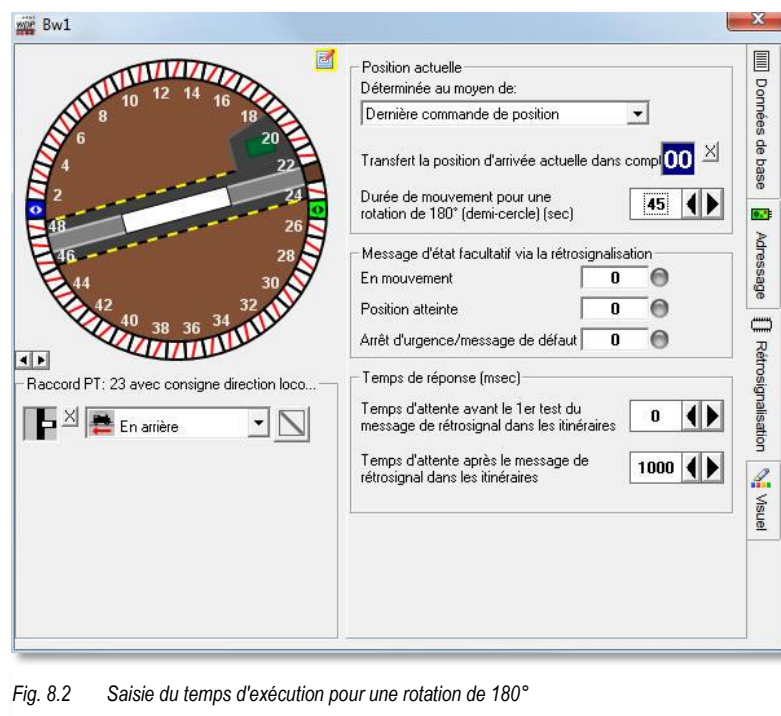 WDP Bw1 X
Position actuelle
Déterminée au moyen de:
Dernière commande de position
Transfert la position d'arrivée actuelle dans compt 00 X
Durée de mouvement pour une
rotation de 180° (demi-cercle) (sec) 45
Message d'état facultatif via la rétrosignalisation
En mouvement 0
Position atteinte 0
Arrêt d'urgence/message de défaut 0
Temps de réponse (msec)
Temps d'attente avant le 1er test du
message de rétrosignal dans les itinéraires 0
Temps d'attente après le message de
rétrosignal dans les itinéraires 1000
2
4
6
8
10
12
14
16
18
20
22
24
26
28
30
32
34
36
38
40
42
44
46
48
Raccord PT: 23 avec consigne direction loco...
X
En arrière
Données de base
Adressage
Rétrosignalisation
Visuel
Fig. 8.2 Saisie du temps d'exécution pour une rotation de 180°